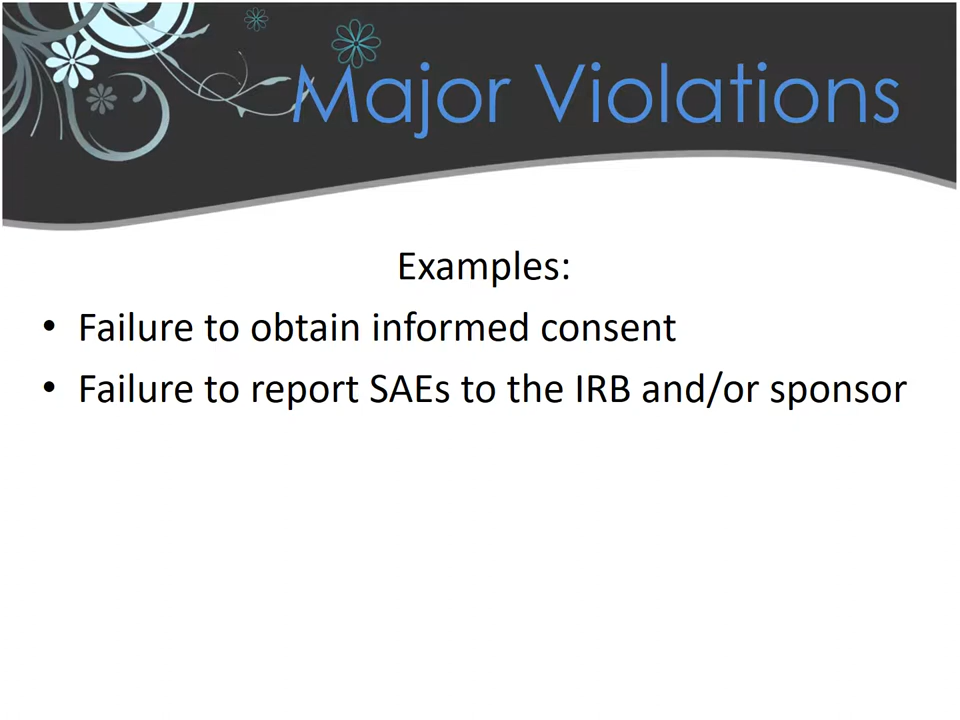 Major Violations
Examples:
• Failure to obtain informed consent
• Failure to report SAEs to the IRB and/or sponsor